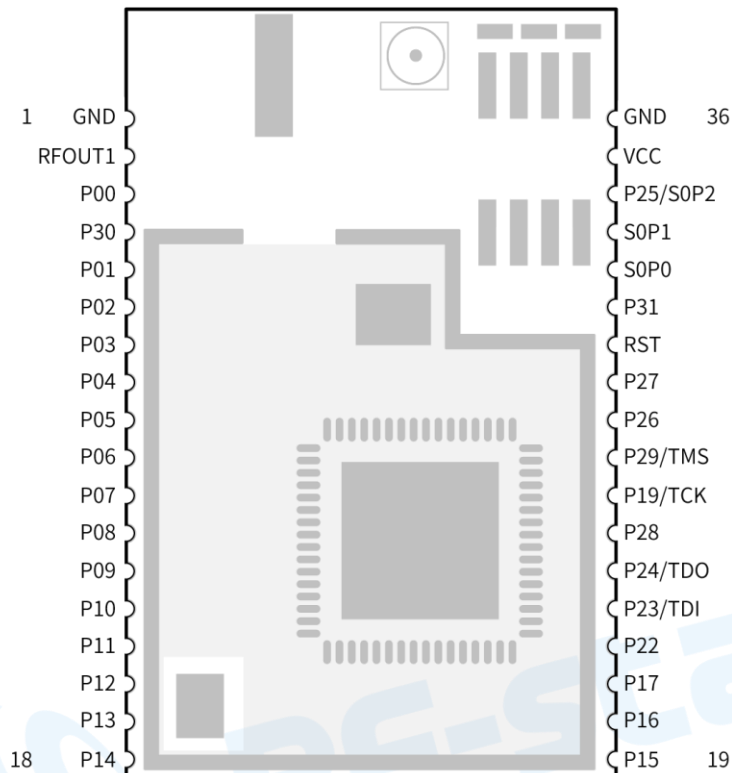 1 GND GND 36
RFOUT1 VCC
P00 P25/S0P2
P30 S0P1
P01 S0P0
P02 P31
P03 RST
P04 P27
P05 P26
P06 P29/TMS
P07 P19/TCK
P08 P28
P09 P24/TDO
P10 P23/TDI
P11 P22
P12 P17
P13 P16
18 P14 P15 19